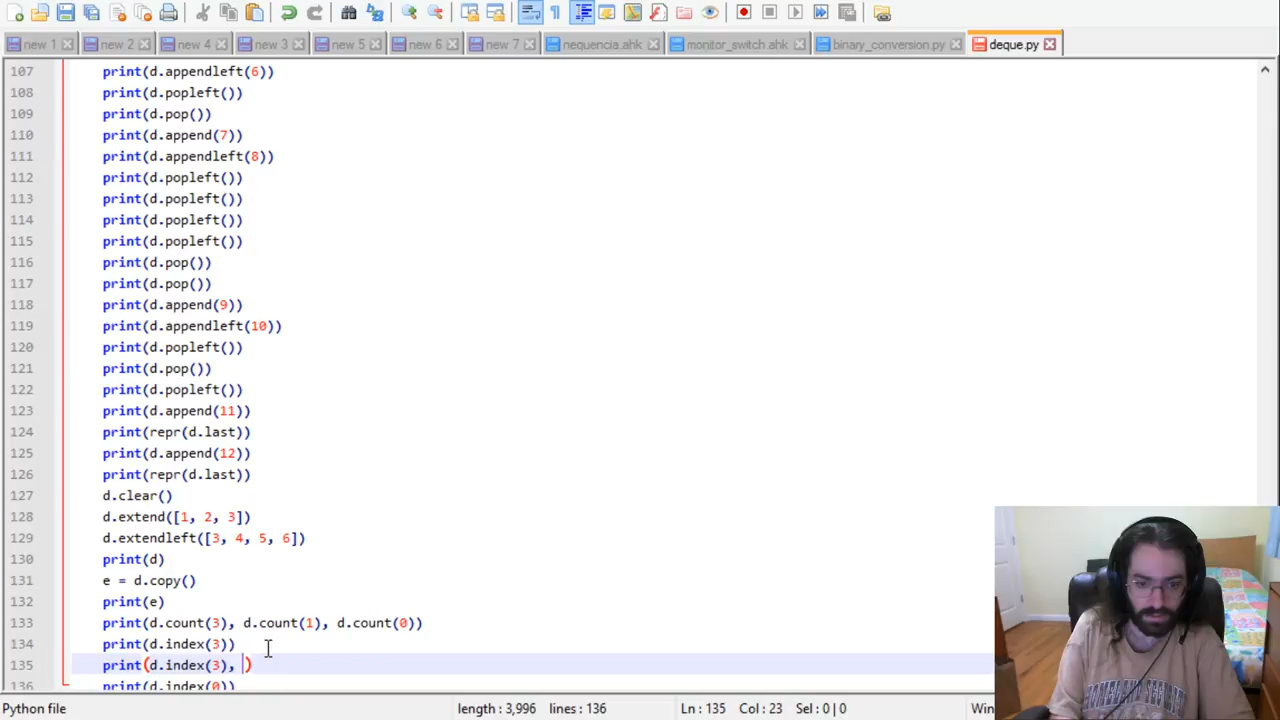 new 1
new 2
new 4
new 3
new 5
new 6
new 7
nequencia.ahk
monitor_switch.ahk
binary_conversion.py
deque.py
107 print(d.appendleft(6))
108 print(d.popleft())
109 print(d.pop())
110 print(d.append(7))
111 print(d.appendleft(8))
112 print(d.popleft())
113 print(d.popleft())
114 print(d.popleft())
115 print(d.popleft())
116 print(d.pop())
117 print(d.pop())
118 print(d.append(9))
119 print(d.appendleft(10))
120 print(d.popleft())
121 print(d.pop())
122 print(d.popleft())
123 print(d.append(11))
124 print(repr(d.last))
125 print(d.append(12))
126 print(repr(d.last))
127 d.clear()
128 d.extend([1, 2, 3])
129 d.extendleft([3, 4, 5, 6])
130 print(d)
131 e = d.copy()
132 print(e)
133 print(d.count(3), d.count(1), d.count(0))
134 print(d.index(3))
135 print(d.index(3), )
136 print(d.index(0))
Python file
length : 3,996 lines : 136
Ln : 135 Col : 23 Sel : 0 | 0
Win